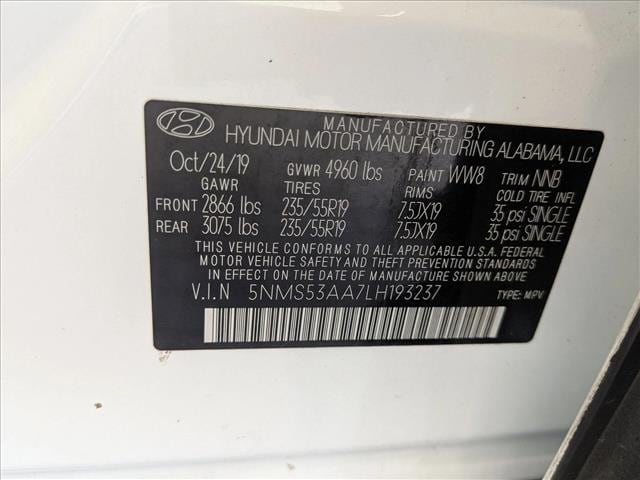 MANUFACTURED BY
HYUNDAI MOTOR MANUFACTURING ALABAMA, LLC
Oct/24/19 GVWR 4960 lbs PAINT WW8 TRIM NNB
GAWR TIRES RIMS COLD TIRE INFL
FRONT 2866 lbs 235/55R19 7.5JX19 35 psi SINGLE
REAR 3075 lbs 235/55R19 7.5JX19 35 psi SINGLE
THIS VEHICLE CONFORMS TO ALL APPLICABLE U.S.A FEDERAL
MOTOR VEHICLE SAFETY AND THEFT PREVENTION STANDARDS
IN EFFECT ON THE DATE OF MANUFACTURE SHOWN ABOVE
V.I.N 5NMS53AA7LH193237 TYPE: MPV